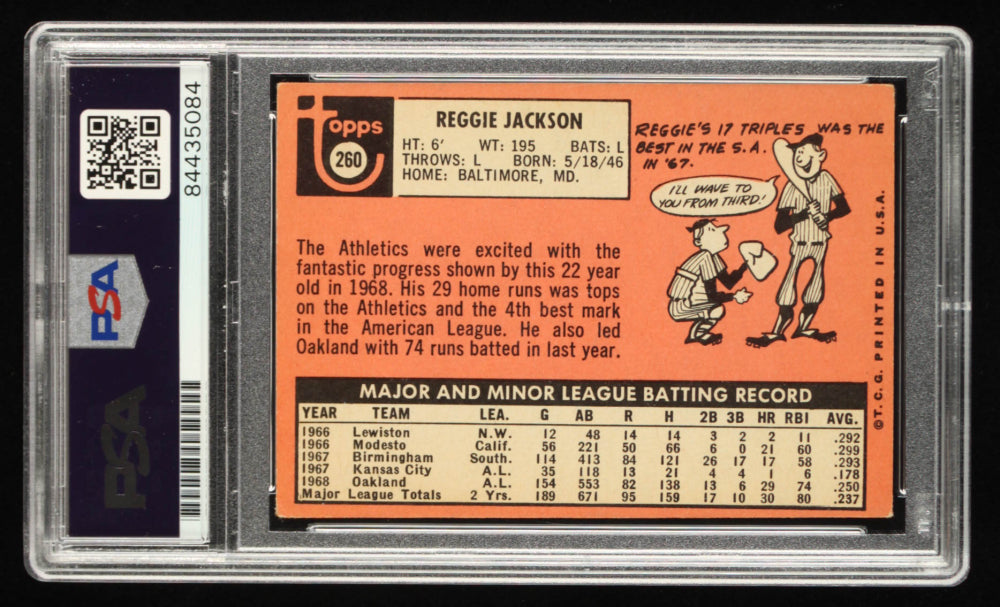 84435084
PSA
PSA
topps
260
REGGIE JACKSON
HT: 6' WT: 195 BATS: L
THROWS: L BORN: 5/18/46
HOME: BALTIMORE, MD.
REGGIE'S 17 TRIPLES WAS THE
BEST IN THE S.A.
IN '67.
I'LL WAVE TO
YOU FROM THIRD!
The Athletics were excited with the
fantastic progress shown by this 22 year
old in 1968. His 29 home runs was tops
on the Athletics and the 4th best mark
in the American League. He also led
Oakland with 74 runs batted in last year.
MAJOR AND MINOR LEAGUE BATTING RECORD
YEAR TEAM LEA. G AB R H 2B 3B HR RBI AVG.
1966 Lewiston N.W. 12 48 14 14 3 2 2 11 .292
1966 Modesto Calif. 56 221 50 66 6 0 21 60 .299
1967 Birmingham South. 114 413 84 121 26 17 17 58 .293
1967 Kansas City A.L. 35 118 13 21 4 4 1 6 .178
1968 Oakland A.L. 154 553 82 138 13 6 29 74 .250
Major League Totals 2 Yrs. 189 671 95 159 17 10 30 80 .237
©T.C.G. PRINTED IN U.S.A.